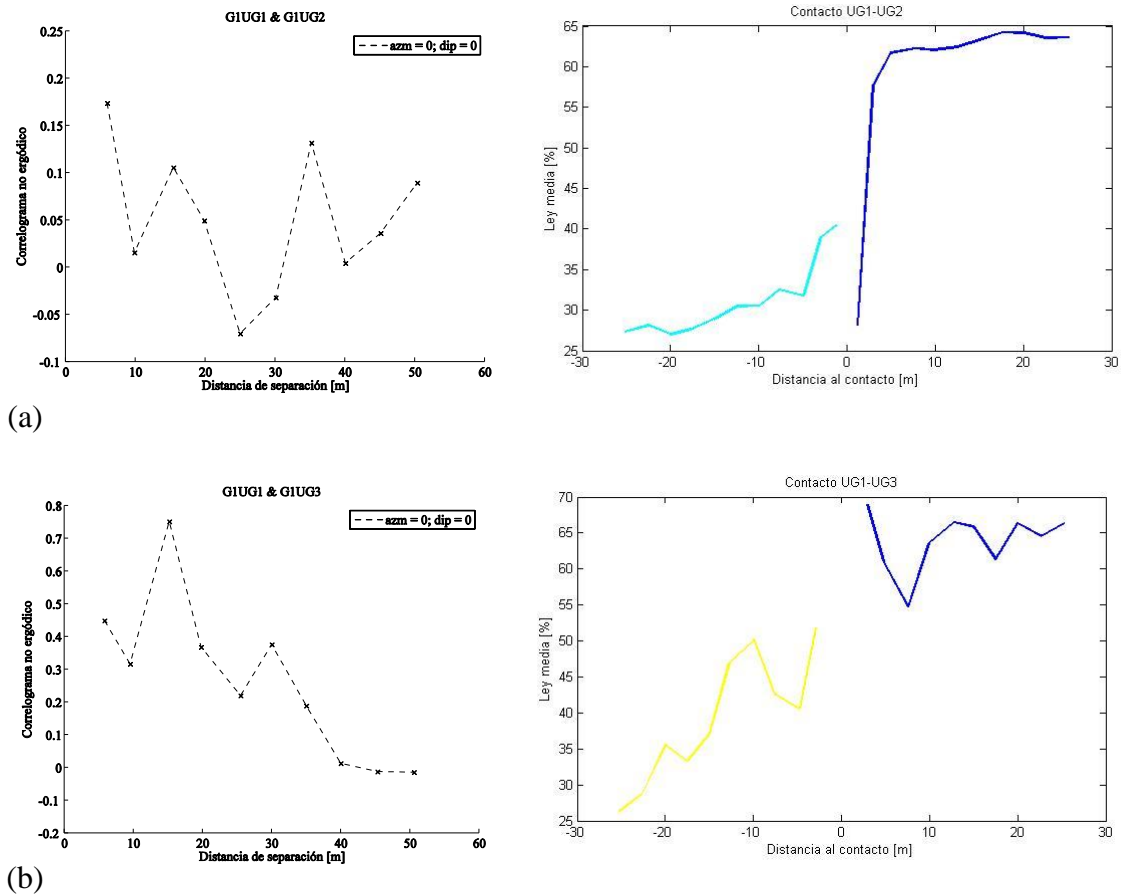 G1UG1 & G1UG2
azm = 0; dip = 0
Correlograma no ergódico
0.25
0.2
0.15
0.1
0.05
0
-0.05
-0.1
0 10 20 30 40 50 60
Distancia de separación [m]
Contacto UG1-UG2
Ley media [%]
65
60
55
50
45
40
35
30
25
-30 -20 -10 0 10 20 30
Distancia al contacto [m]
(a)
G1UG1 & G1UG3
azm = 0; dip = 0
Correlograma no ergódico
0.8
0.7
0.6
0.5
0.4
0.3
0.2
0.1
0
-0.1
-0.2
0 10 20 30 40 50 60
Distancia de separación [m]
Contacto UG1-UG3
Ley media [%]
70
65
60
55
50
45
40
35
30
25
-30 -20 -10 0 10 20 30
Distancia al contacto [m]
(b)